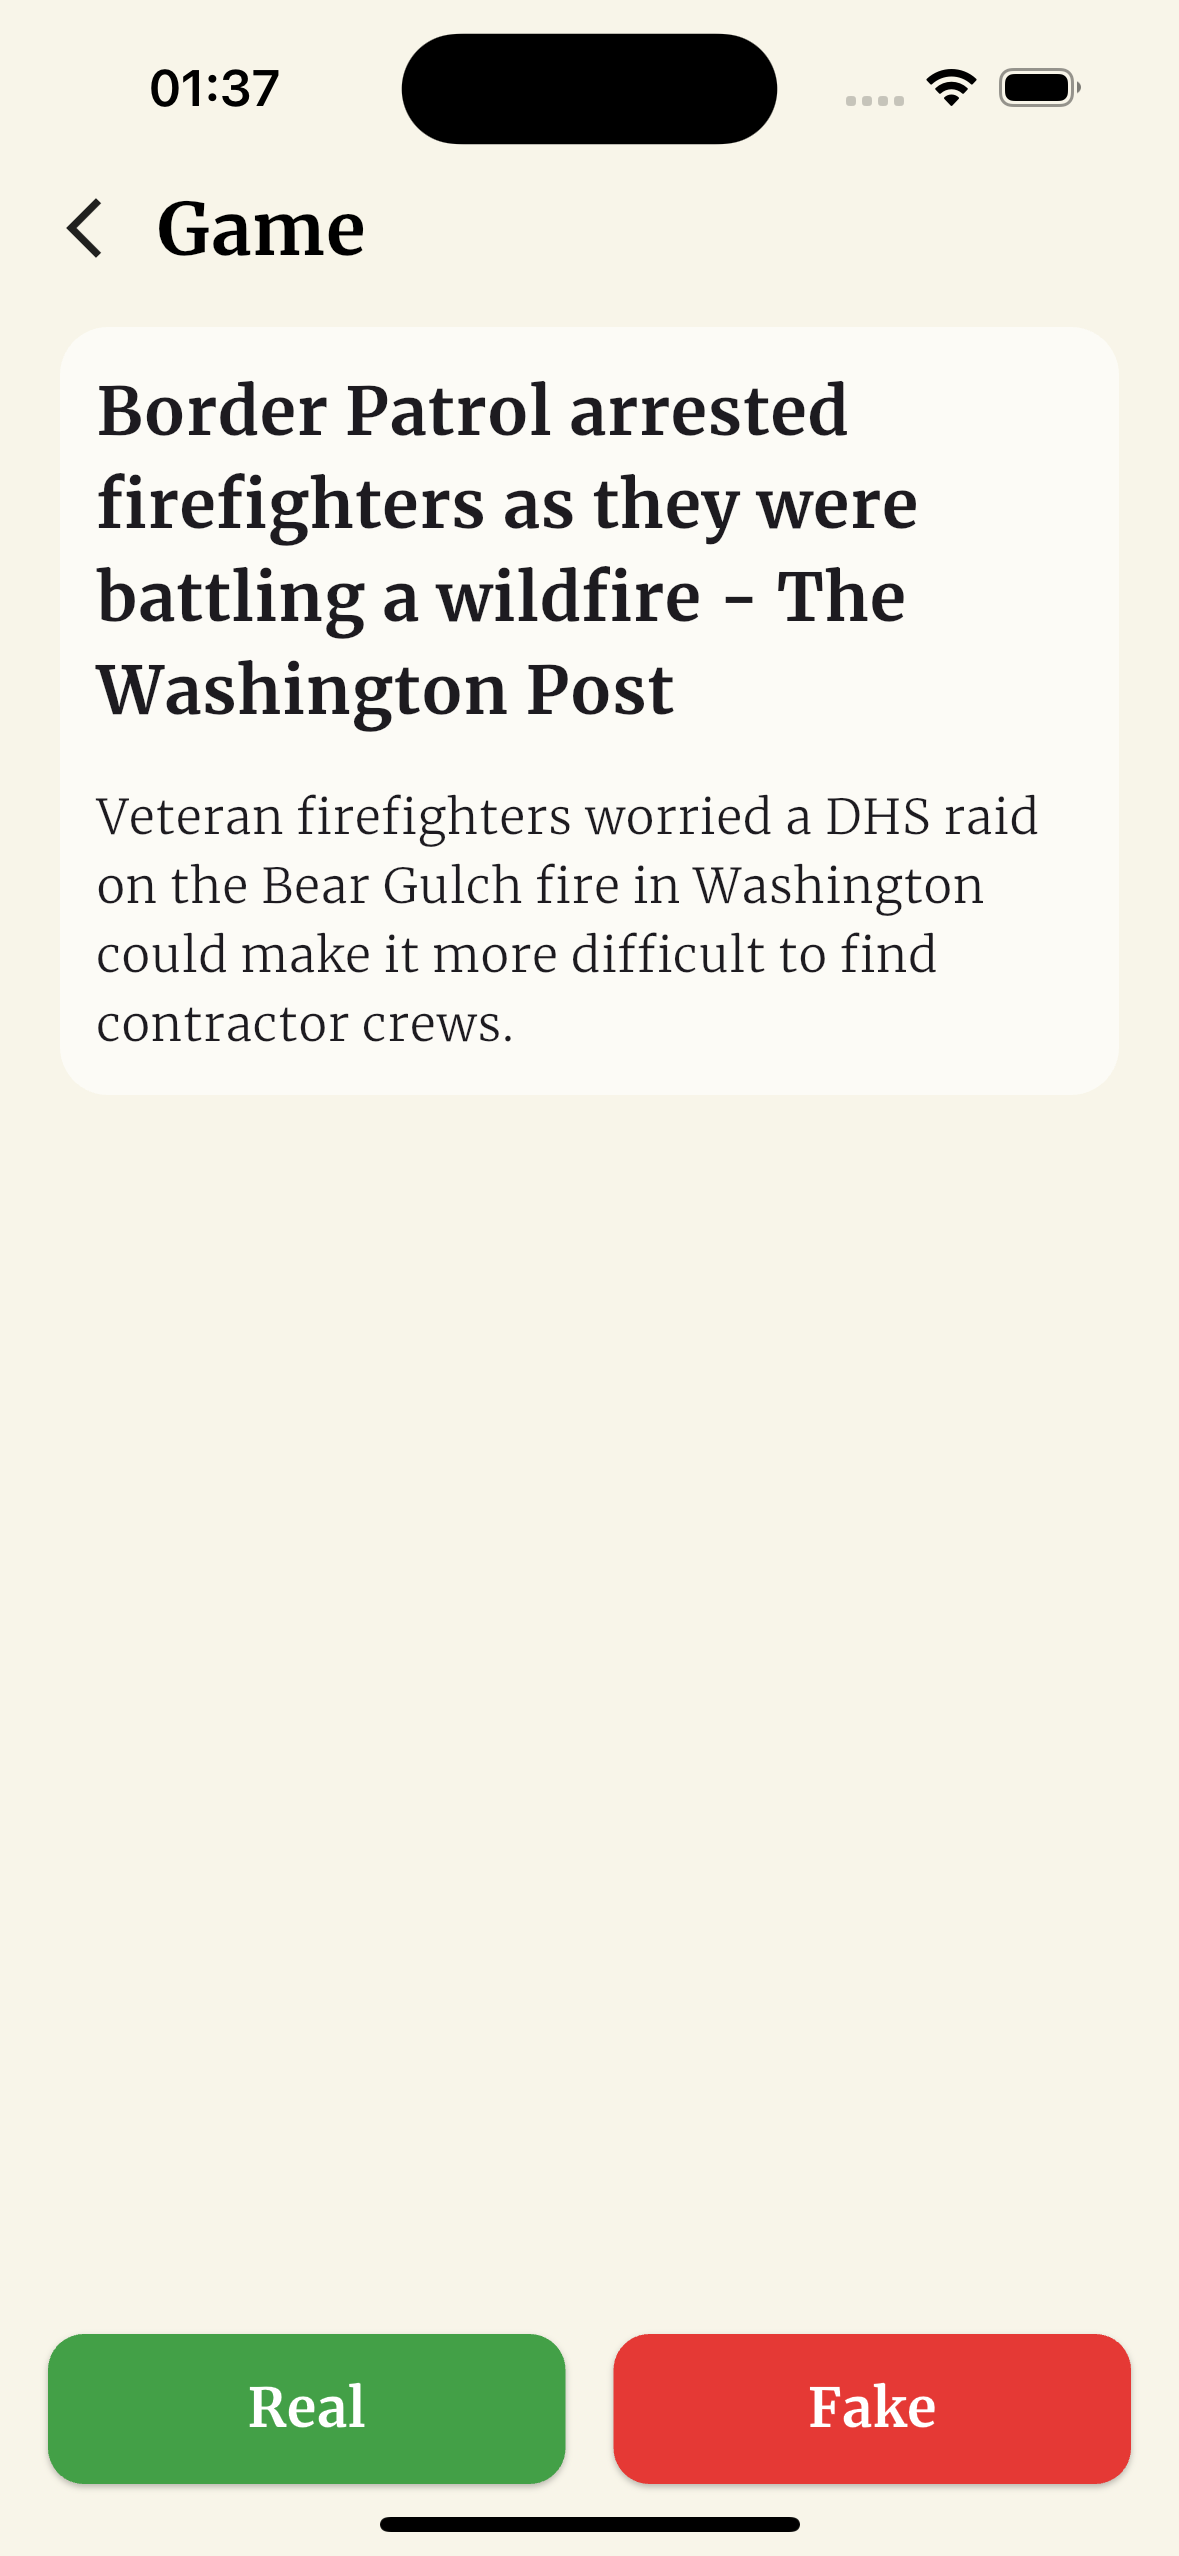 01:37
Game
Border Patrol arrested
firefighters as they were
battling a wildfire - The
Washington Post
Veteran firefighters worried a DHS raid
on the Bear Gulch fire in Washington
could make it more difficult to find
contractor crews.
Real
Fake